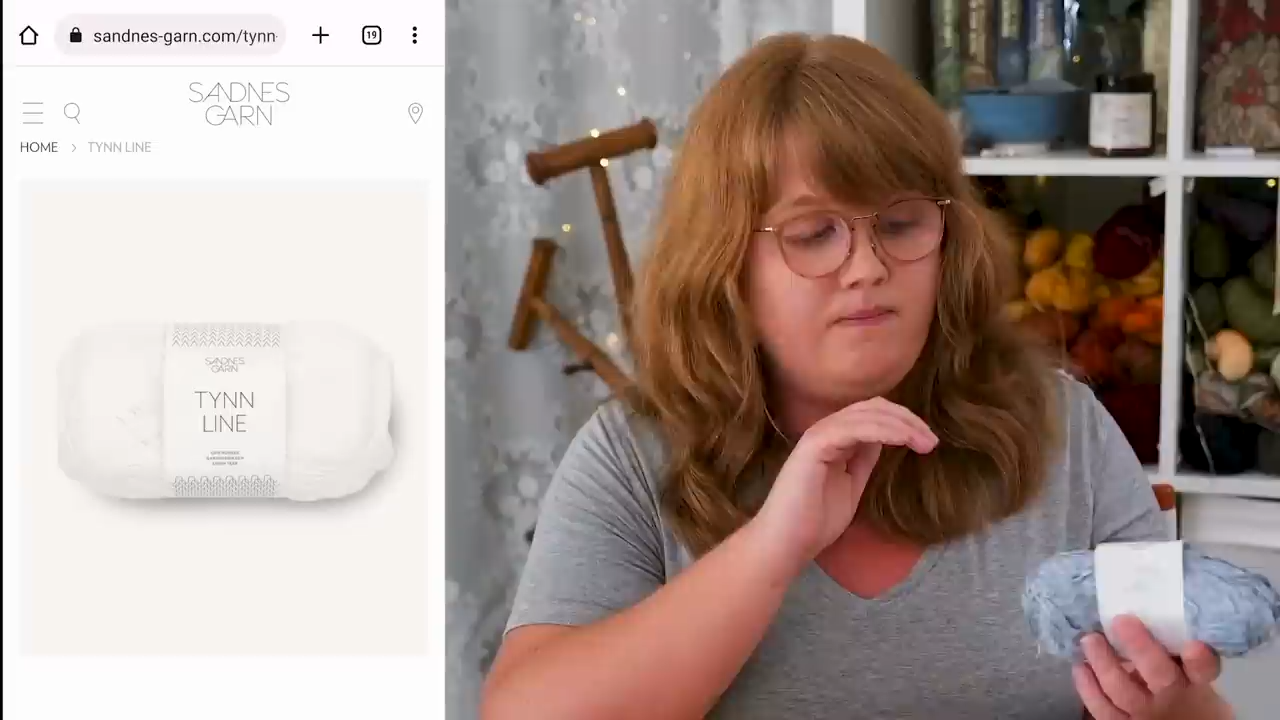 sandnes-garn.com/tynn-
19
SANDNES
GARN
HOME > TYNN LINE
SANDNES
GARN
TYNN
LINE